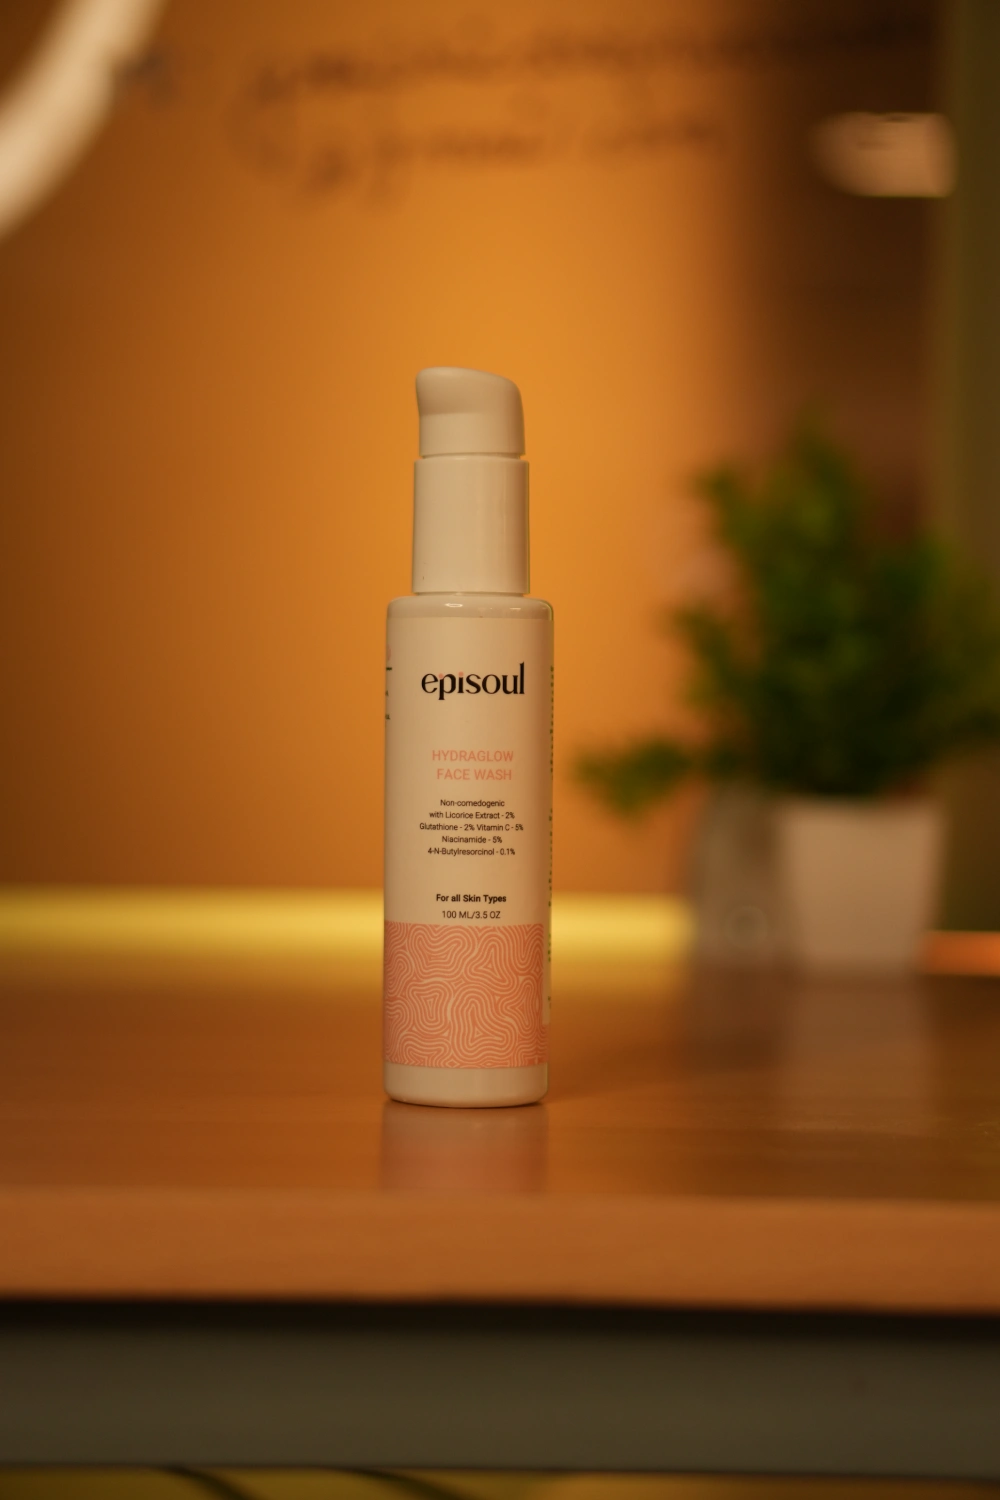 episoul
HYDRAGLOW
FACE WASH
Non-comedogenic
with Licorice Extract - 2%
Glutathione - 2% Vitamin C - 5%
Niacinamide - 5%
4-N-Butylresorcinol - 0.1%
For all Skin Types
100 ML/3.5 OZ